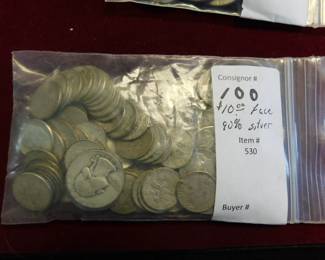 Consignor #
100
$10.00 face
90% silver
Item #
530
Buyer #